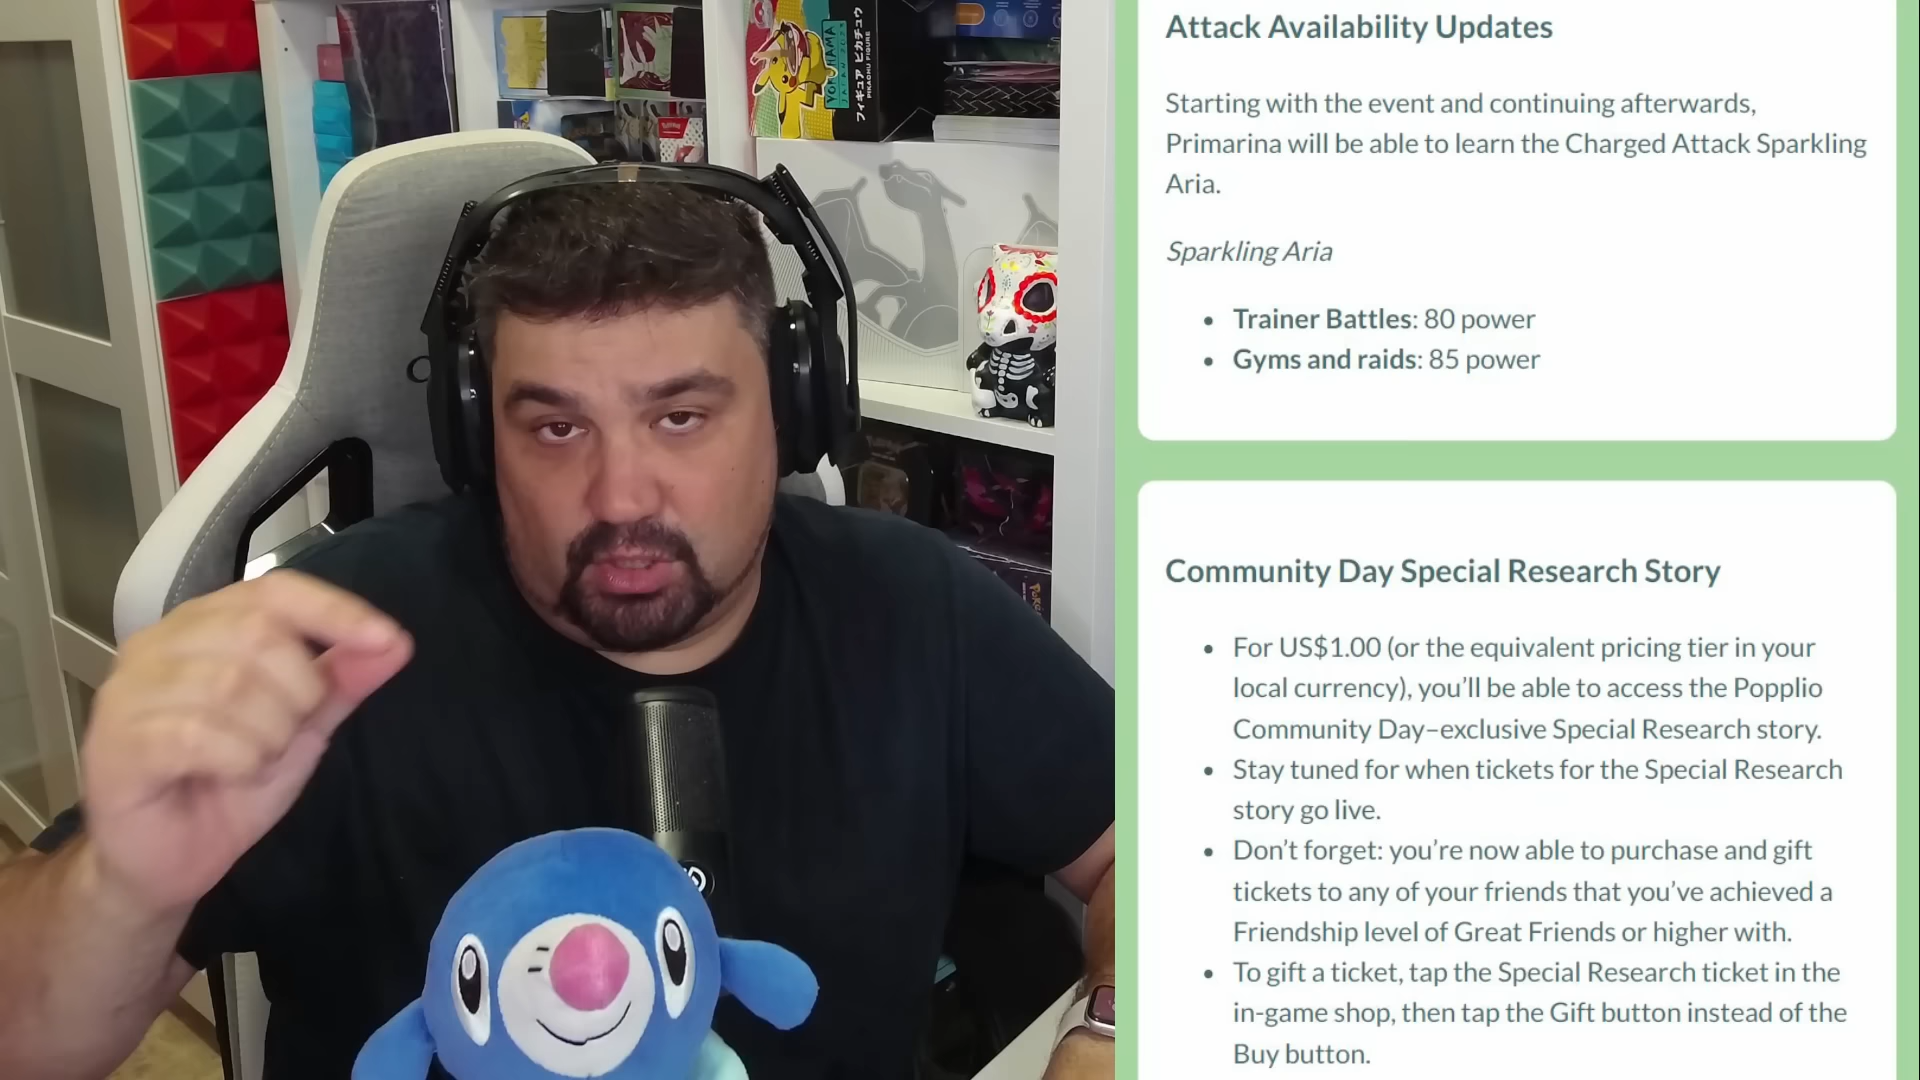 Attack Availability Updates
Starting with the event and continuing afterwards,
Primarina will be able to learn the Charged Attack Sparkling
Aria.
Sparkling Aria
• Trainer Battles: 80 power
• Gyms and raids: 85 power
Community Day Special Research Story
• For US$1.00 (or the equivalent pricing tier in your
local currency), you’ll be able to access the Popplio
Community Day–exclusive Special Research story.
• Stay tuned for when tickets for the Special Research
story go live.
• Don’t forget: you’re now able to purchase and gift
tickets to any of your friends that you’ve achieved a
Friendship level of Great Friends or higher with.
• To gift a ticket, tap the Special Research ticket in the
in-game shop, then tap the Gift button instead of the
Buy button.
YOKOHAMA
フィギュア ピカチュウ
PIKACHU FIGURE